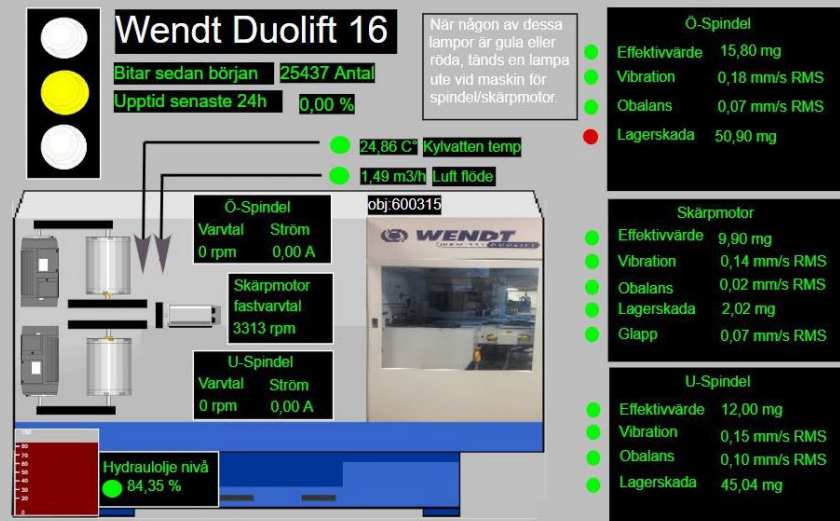 Wendt Duolift 16
Bitar sedan början 25437 Antal
Upptid senaste 24h 0,00 %
När någon av dessa
lampor är gula eller
röda, tänds en lampa
ute vid maskin för
spindel/skärpmotor.
24,86 C° Kylvatten temp
1,49 m3/h Luft flöde
obj:600315
WENDT
Ö-Spindel
Varvtal Ström
0 rpm 0,00 A
Skärpmotor
fastvarvtal
3313 rpm
U-Spindel
Varvtal Ström
0 rpm 0,00 A
Hydraulolje nivå
84,35 %
100
90
80
70
60
50
40
30
20
0
Ö-Spindel
Effektivvärde 15,80 mg
Vibration 0,18 mm/s RMS
Obalans 0,07 mm/s RMS
Lagerskada 50,90 mg
Skärpmotor
Effektivvärde 9,90 mg
Vibration 0,14 mm/s RMS
Obalans 0,02 mm/s RMS
Lagerskada 2,02 mg
Glapp 0,07 mm/s RMS
U-Spindel
Effektivvärde 12,00 mg
Vibration 0,15 mm/s RMS
Obalans 0,10 mm/s RMS
Lagerskada 45,04 mg